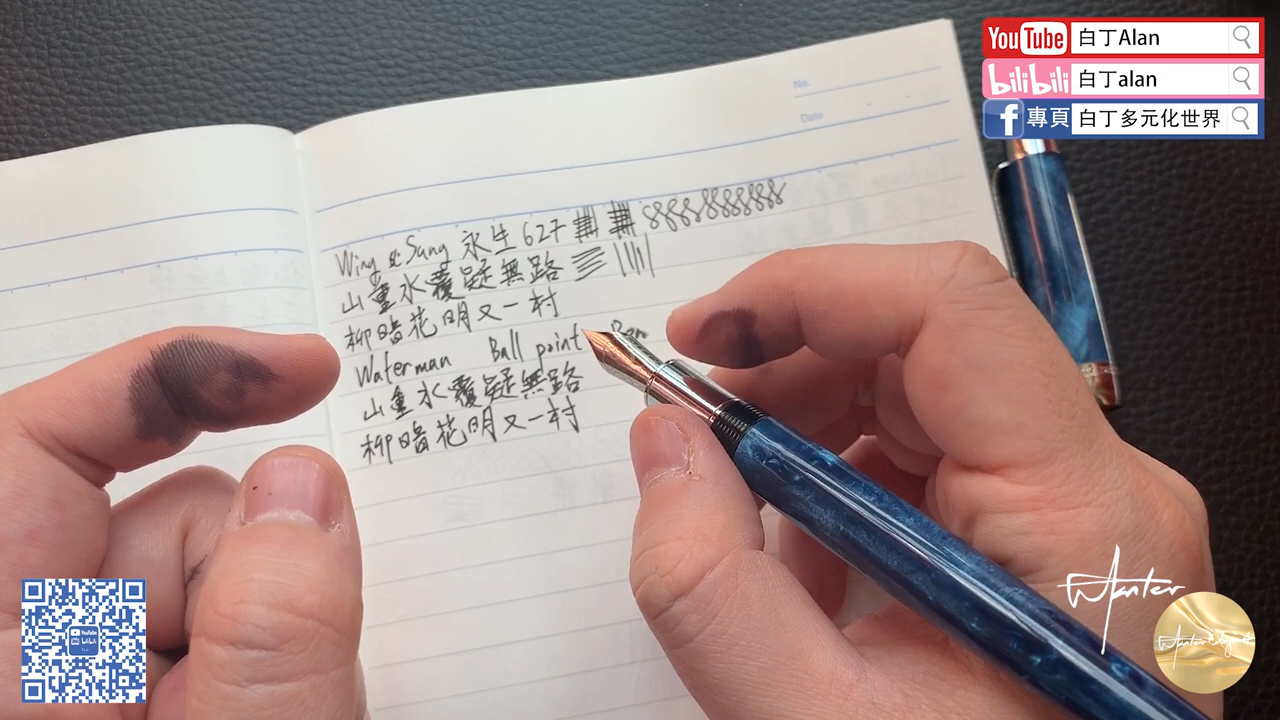 YouTube 白丁Alan
bilibili 白丁alan
f 專頁 白丁多元化世界
No.
Date
Wing & Sung 永生 627
山重水覆疑無路
柳暗花明又一村
Waterman Ball point Pen
山重水覆疑無路
柳暗花明又一村